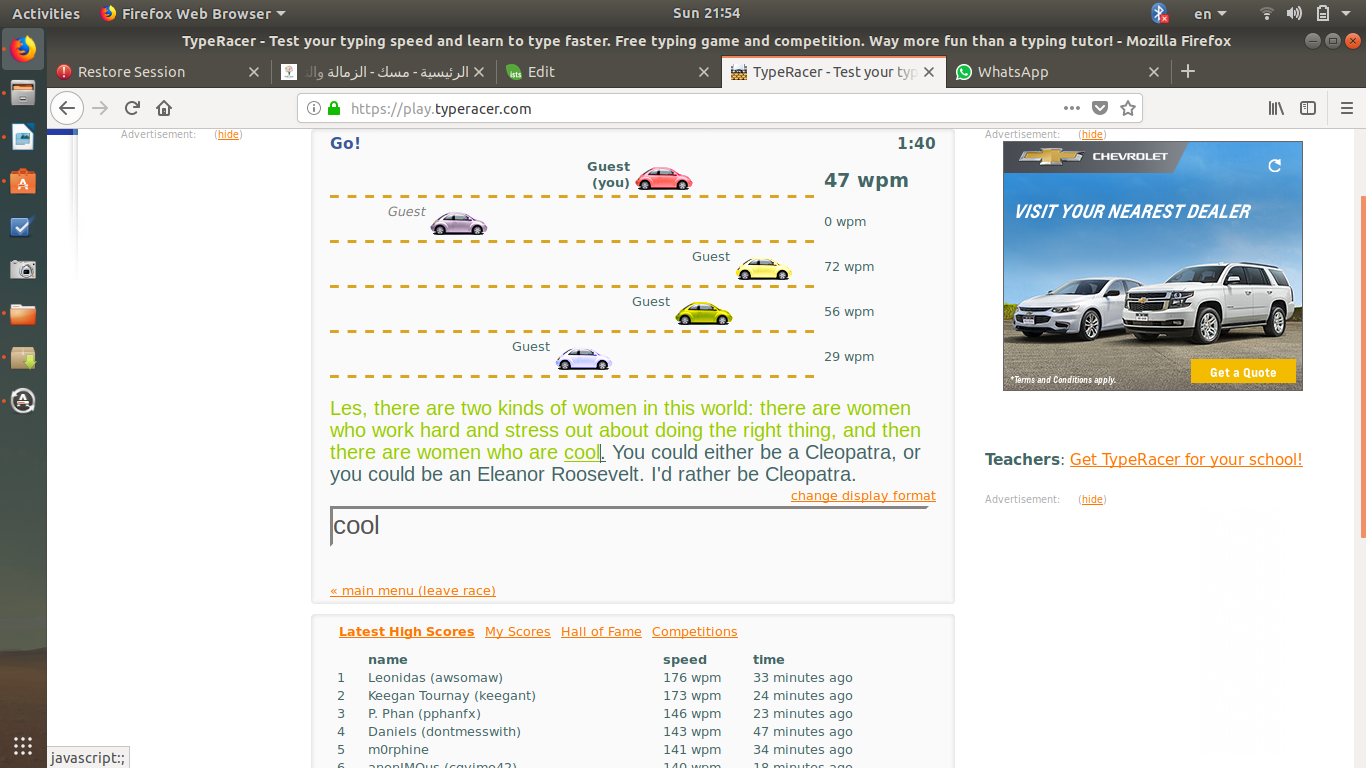 Activities Firefox Web Browser Sun 21:54 en
TypeRacer - Test your typing speed and learn to type faster. Free typing game and competition. Way more fun than a typing tutor! - Mozilla Firefox
Restore Session الرئيسية - مسك - الزمالة وال Edit TypeRacer - Test your typ WhatsApp
https://play.typeracer.com
Advertisement: (hide)
Go! 1:40
Guest
(you) 47 wpm
Guest 0 wpm
Guest 72 wpm
Guest 56 wpm
Guest 29 wpm
Les, there are two kinds of women in this world: there are women
who work hard and stress out about doing the right thing, and then
there are women who are cool. You could either be a Cleopatra, or
you could be an Eleanor Roosevelt. I'd rather be Cleopatra.
change display format
cool
« main menu (leave race)
Latest High Scores My Scores Hall of Fame Competitions
name speed time
1 Leonidas (awsomaw) 176 wpm 33 minutes ago
2 Keegan Tournay (keegant) 173 wpm 24 minutes ago
3 P. Phan (pphanfx) 146 wpm 23 minutes ago
4 Daniels (dontmesswith) 143 wpm 47 minutes ago
5 m0rphine 141 wpm 34 minutes ago
6 140 wpm 18 minutes ago
Advertisement: (hide)
CHEVROLET
VISIT YOUR NEAREST DEALER
*Terms and Conditions apply.
Get a Quote
Teachers: Get TypeRacer for your school!
Advertisement: (hide)
javascript:;